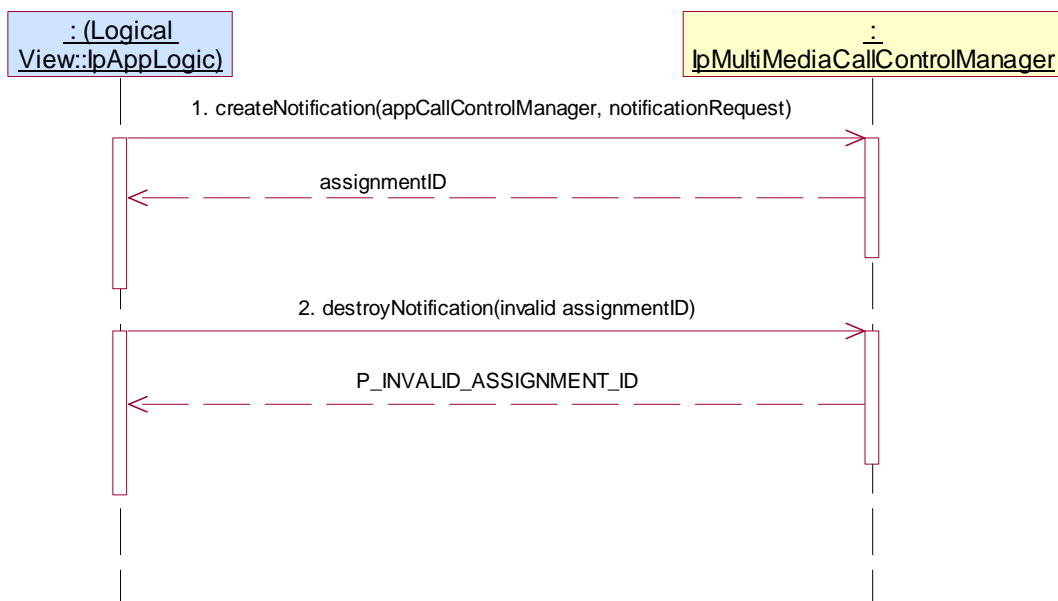 : (Logical
View::IpAppLogic)
:
IpMultiMediaCallControlManager
1. createNotification(appCallControlManager, notificationRequest)
assignmentID
2. destroyNotification(invalid assignmentID)
P_INVALID_ASSIGNMENT_ID